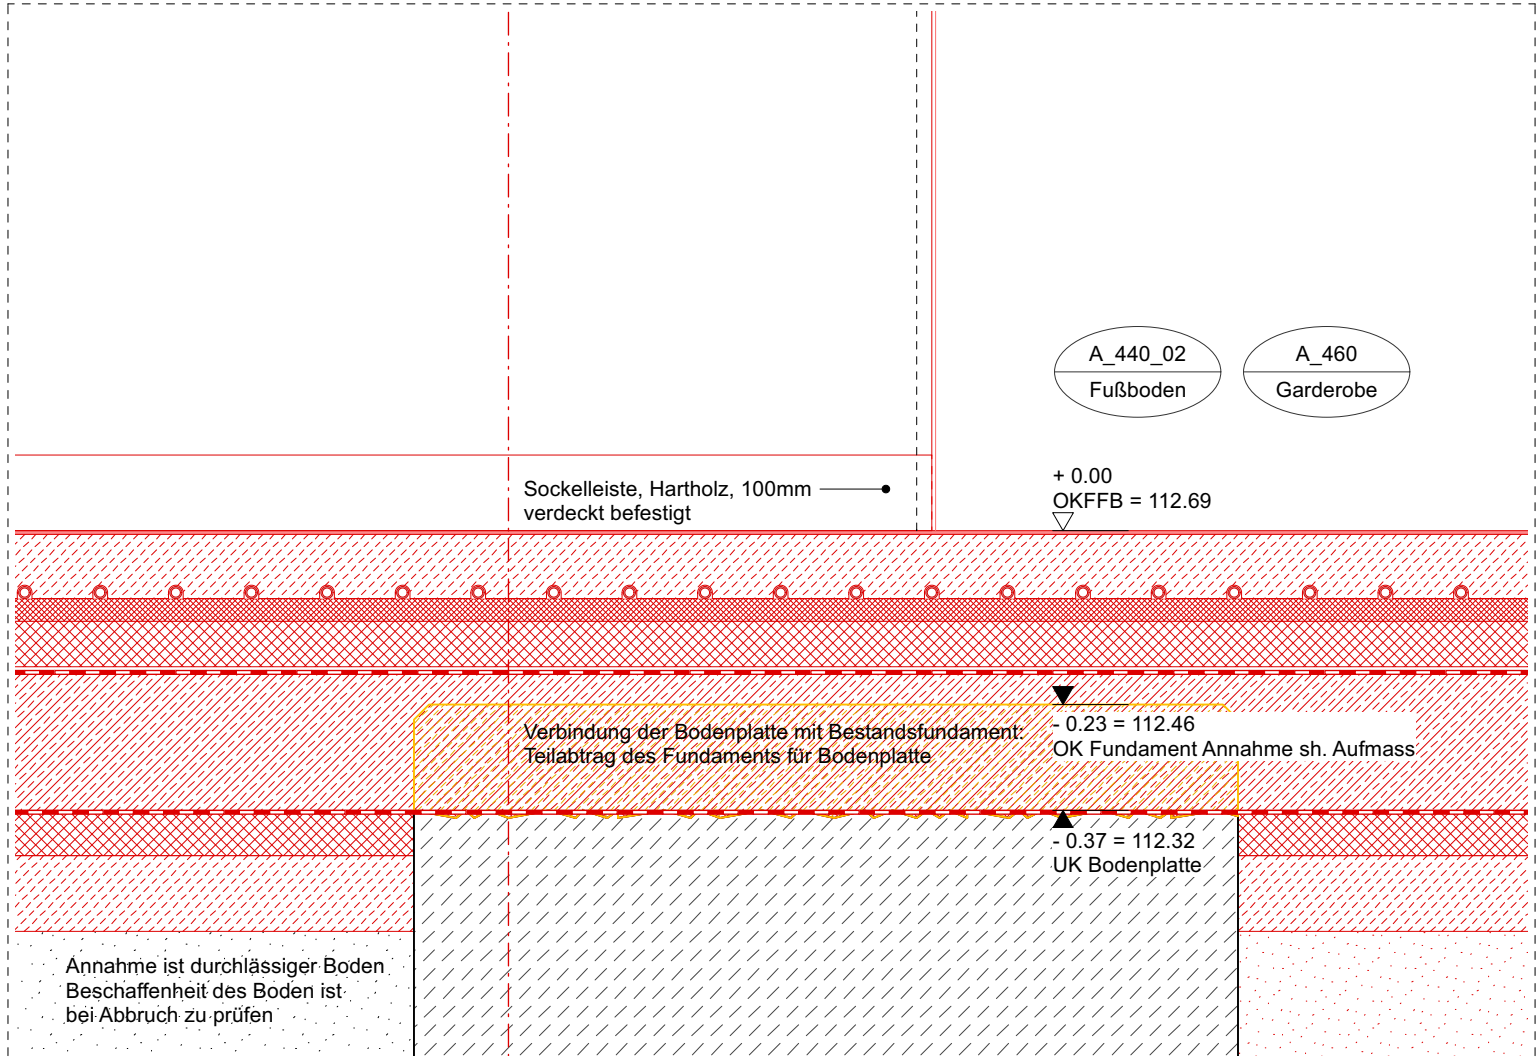 A_440_02
Fußboden
A_460
Garderobe
+ 0.00
OKFFB = 112.69
Sockelleiste, Hartholz, 100mm
verdeckt befestigt
Verbindung der Bodenplatte mit Bestandsfundament:
Teilabtrag des Fundaments für Bodenplatte
- 0.23 = 112.46
OK Fundament Annahme sh. Aufmass
- 0.37 = 112.32
UK Bodenplatte
Annahme ist durchlässiger Boden
Beschaffenheit des Boden ist
bei Abbruch zu prüfen